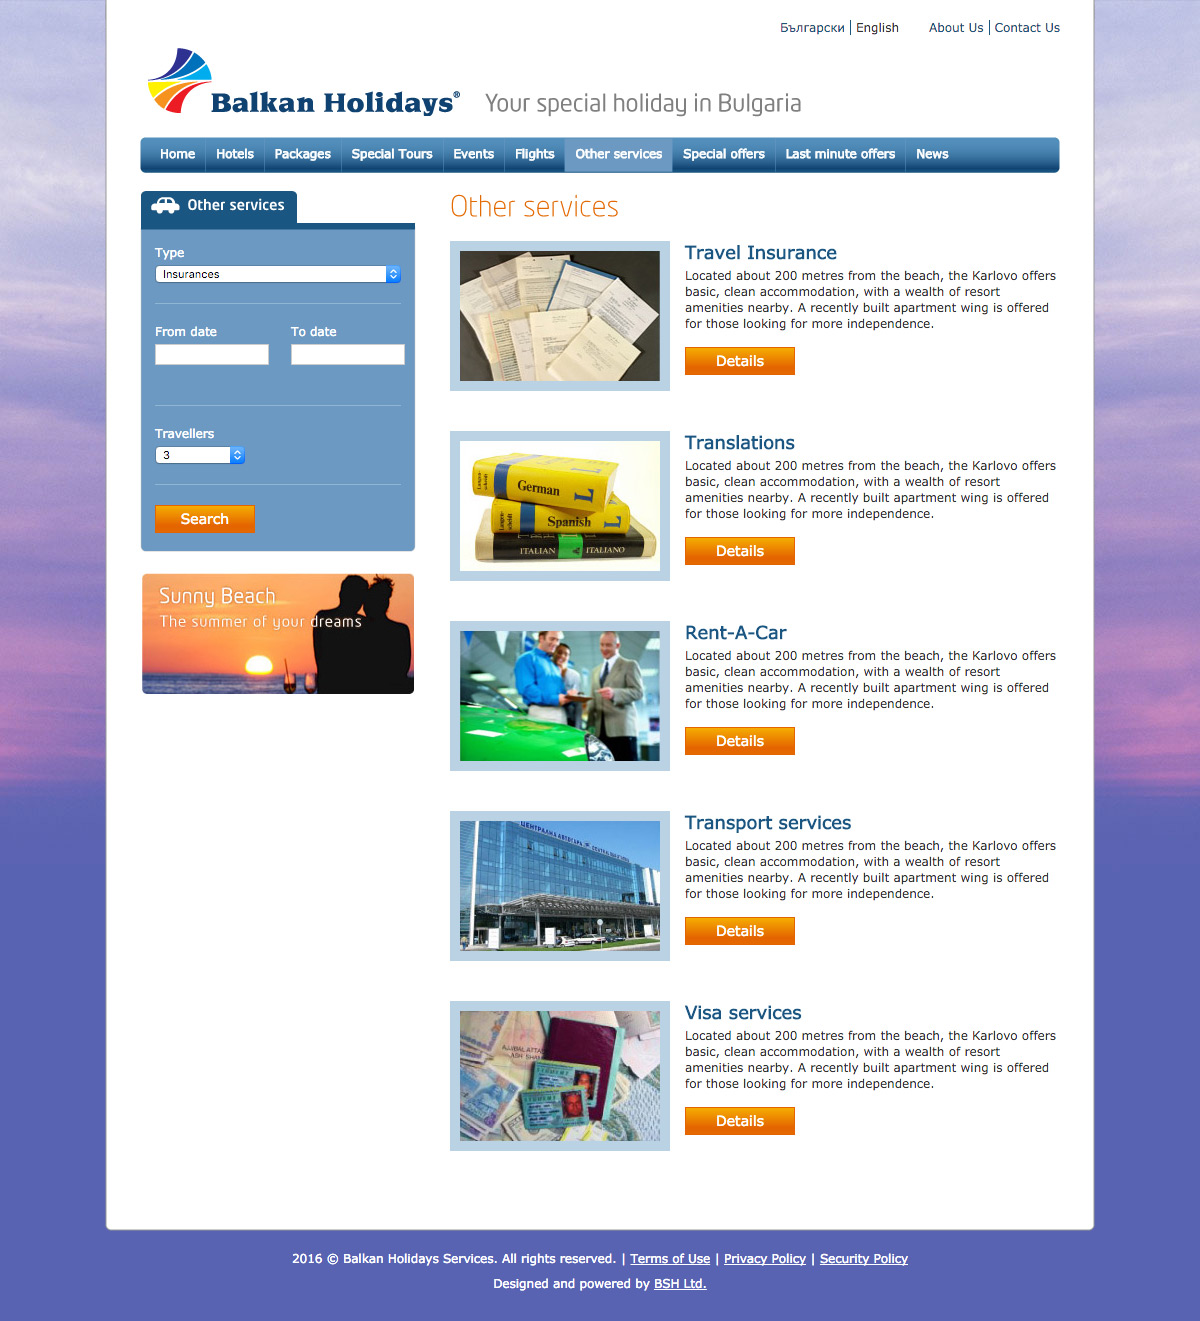 Български | English About Us | Contact Us
Balkan Holidays® Your special holiday in Bulgaria
Home Hotels Packages Special Tours Events Flights Other services Special offers Last minute offers News
Other services
Type
Insurances
From date To date
Travellers
3
Search
Sunny Beach
The summer of your dreams
Other services
Travel Insurance
Located about 200 metres from the beach, the Karlovo offers
basic, clean accommodation, with a wealth of resort
amenities nearby. A recently built apartment wing is offered
for those looking for more independence.
Details
Langen-
scheidt
German
L
Langen-
scheidt
Spanish
L
ITALIAN ITALIANO
Translations
Located about 200 metres from the beach, the Karlovo offers
basic, clean accommodation, with a wealth of resort
amenities nearby. A recently built apartment wing is offered
for those looking for more independence.
Details
Rent-A-Car
Located about 200 metres from the beach, the Karlovo offers
basic, clean accommodation, with a wealth of resort
amenities nearby. A recently built apartment wing is offered
for those looking for more independence.
Details
ЦЕНТРАЛНА АВТОГАРА
Transport services
Located about 200 metres from the beach, the Karlovo offers
basic, clean accommodation, with a wealth of resort
amenities nearby. A recently built apartment wing is offered
for those looking for more independence.
Details
Visa services
Located about 200 metres from the beach, the Karlovo offers
basic, clean accommodation, with a wealth of resort
amenities nearby. A recently built apartment wing is offered
for those looking for more independence.
Details
2016 © Balkan Holidays Services. All rights reserved. | Terms of Use | Privacy Policy | Security Policy
Designed and powered by BSH Ltd.